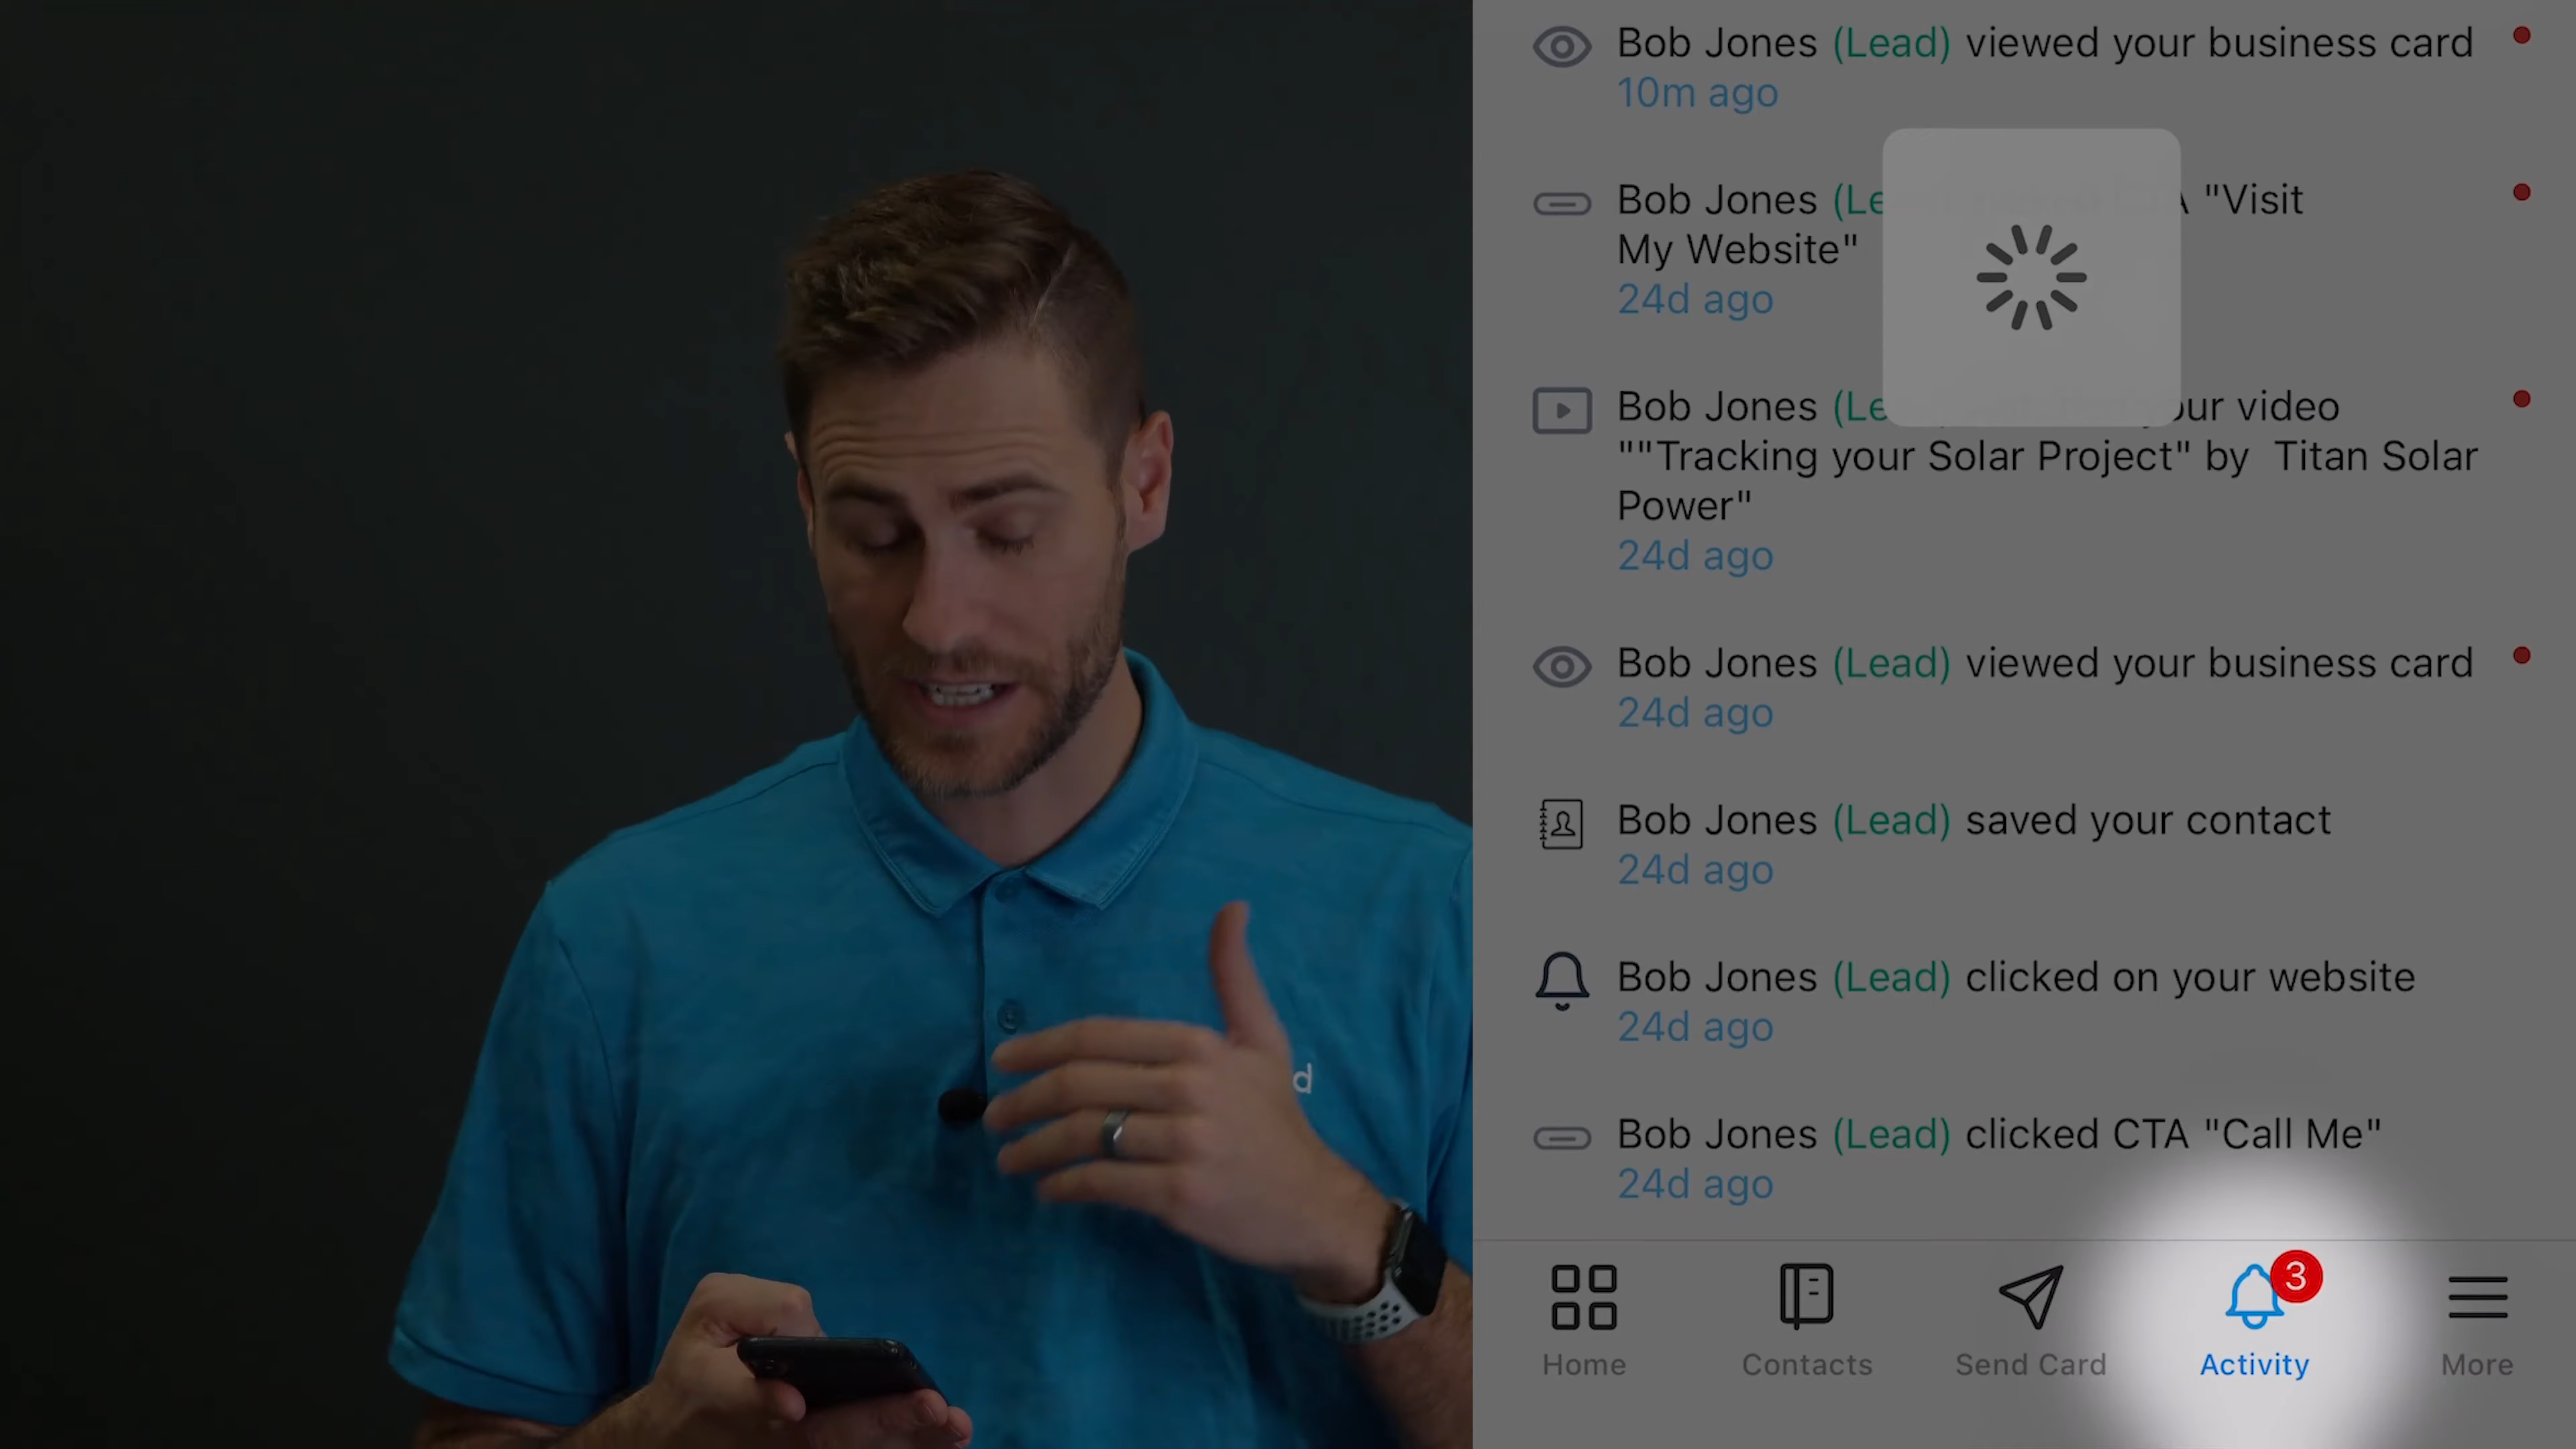 Bob Jones (Lead) viewed your business card
10m ago
Bob Jones (Le "Visit
My Website"
24d ago
Bob Jones (Le our video
""Tracking your Solar Project" by Titan Solar
Power"
24d ago
Bob Jones (Lead) viewed your business card
24d ago
Bob Jones (Lead) saved your contact
24d ago
Bob Jones (Lead) clicked on your website
24d ago
Bob Jones (Lead) clicked CTA "Call Me"
24d ago
3
Home
Contacts
Send Card
Activity
More
d